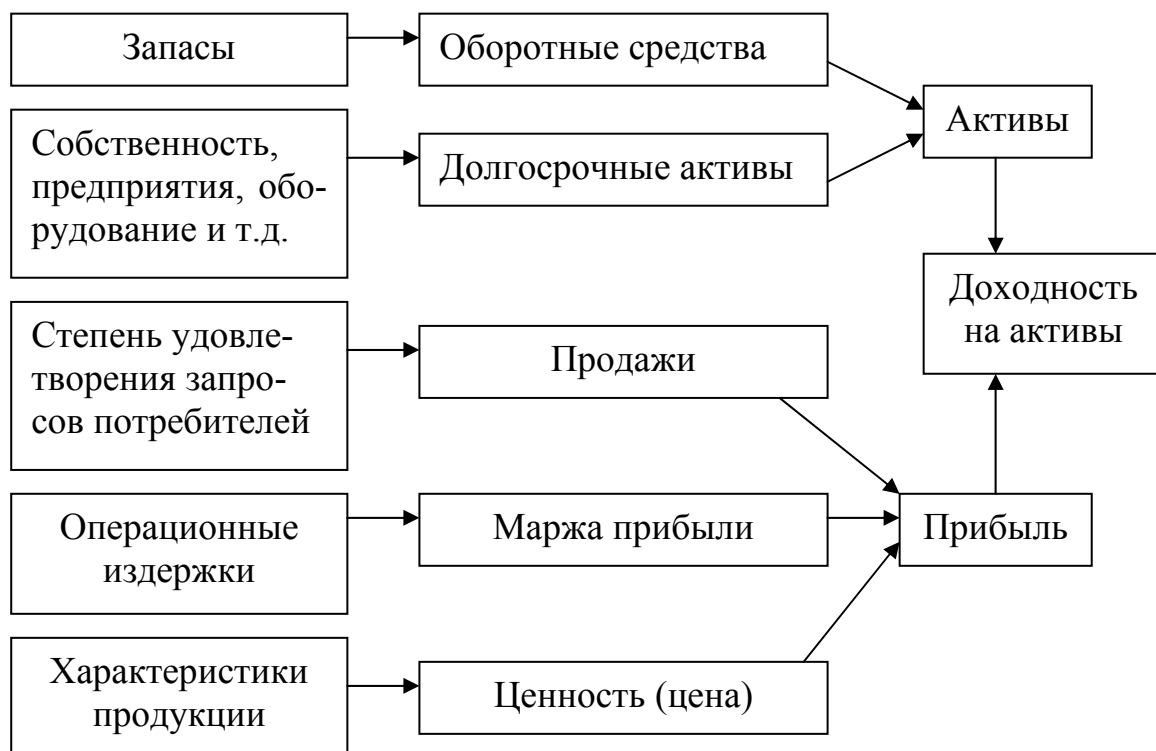 Запасы
Оборотные средства
Активы
Собственность,
предприятия, обо-
рудование и т.д.
Долгосрочные активы
Доходность
на активы
Степень удовле-
творения запро-
сов потребителей
Продажи
Операционные
издержки
Маржа прибыли
Прибыль
Характеристики
продукции
Ценность (цена)